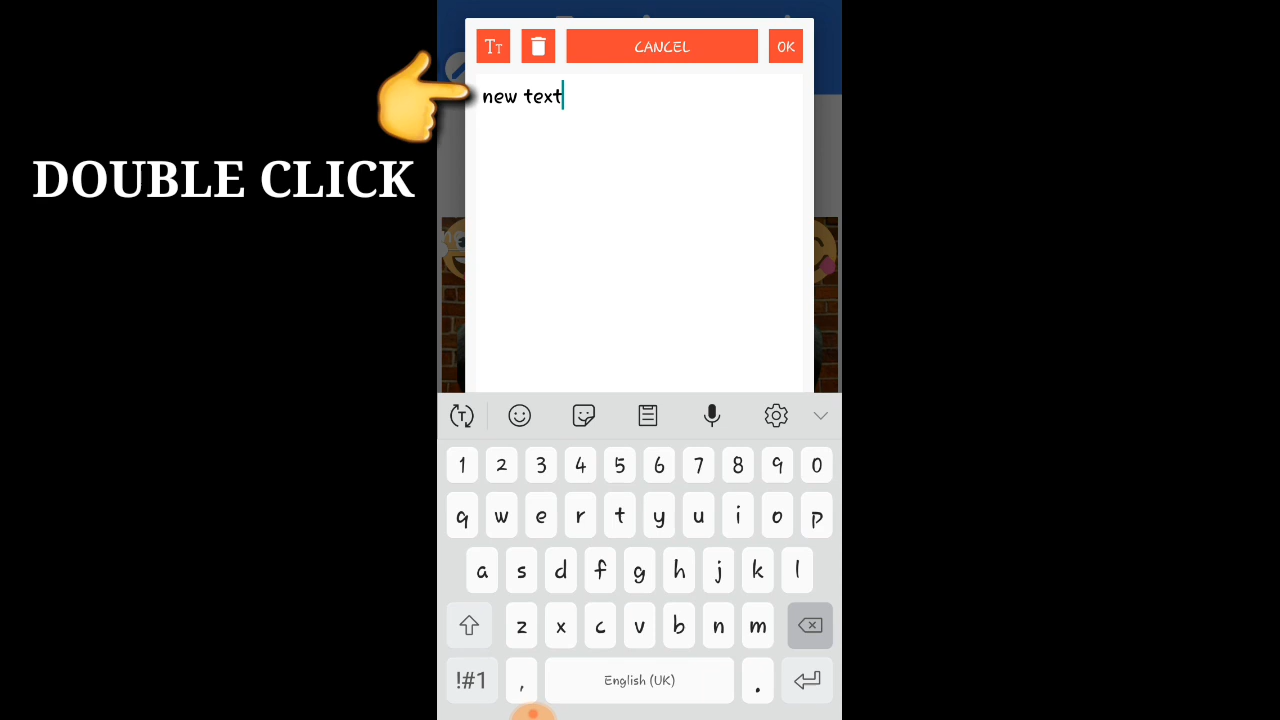 Tт CANCEL OK
new text
DOUBLE CLICK
T
1 2 3 4 5 6 7 8 9 0
q w e r t y u i o p
a s d f g h j k l
z x c v b n m
!#1 , English (UK) .